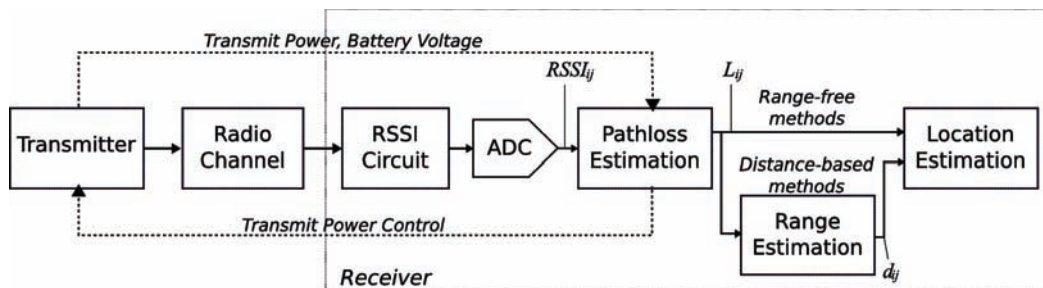 Transmit Power, Battery Voltage
RSSIij
Lij
Transmitter
Radio
Channel
RSSI
Circuit
ADC
Pathloss
Estimation
Range-free
methods
Location
Estimation
Distance-based
methods
Range
Estimation
dij
Transmit Power Control
Receiver